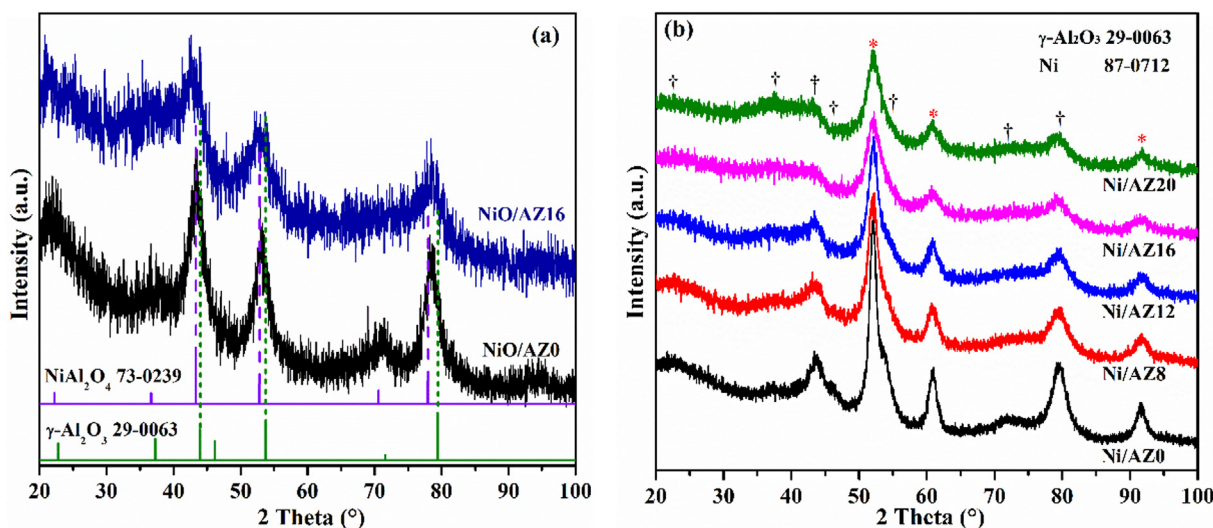 (a)
Intensity (a.u.)
NiO/AZ16
NiO/AZ0
NiAl2O4 73-0239
γ-Al2O3 29-0063
20 30 40 50 60 70 80 90 100
2 Theta (°)
(b)
γ-Al2O3 29-0063
Ni 87-0712
† † † † * † * † † *
Intensity (a.u.)
Ni/AZ20
Ni/AZ16
Ni/AZ12
Ni/AZ8
Ni/AZ0
20 30 40 50 60 70 80 90 100
2 Theta (°)